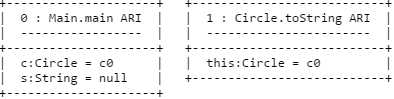 0 : Main.main ARI
c:Circle = c0
s:String = null
1 : Circle.toString ARI
this:Circle = c0